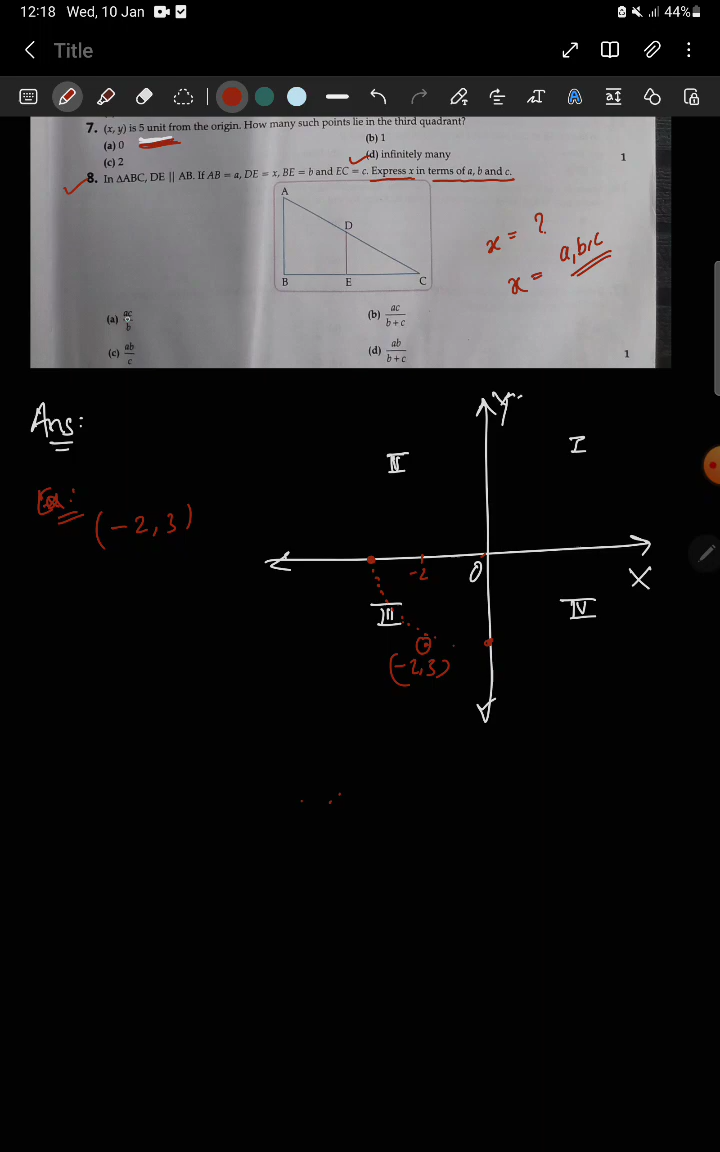 12:18 Wed, 10 Jan
44%
Title
7. (x, y) is 5 unit from the origin. How many such points lie in the third quadrant?
(a) 0
(b) 1
(c) 2
(d) infinitely many
1
8. In ΔABC, DE || AB. If AB = a, DE = x, BE = b and EC = c. Express x in terms of a, b and c.
A
D
B
E
C
x = ?
x = a,b,c
(a) ac/b
(b) ac/b + c
(c) ab/c
(d) ab/b + c
1
Ans:
Y
I
II
Ex:
(-2, 3)
-2
O
X
III
IV
(-2,3)